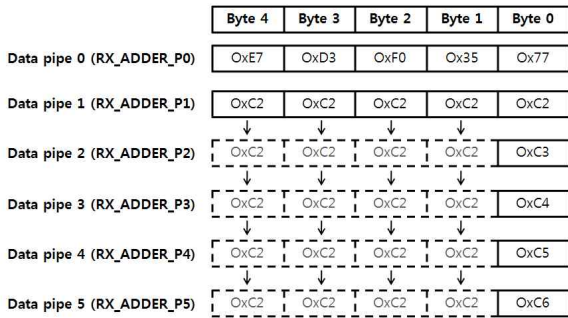 Byte 4 Byte 3 Byte 2 Byte 1 Byte 0
Data pipe 0 (RX_ADDER_P0) OxE7 OxD3 OxF0 Ox35 Ox77
Data pipe 1 (RX_ADDER_P1) OxC2 OxC2 OxC2 OxC2 OxC2
Data pipe 2 (RX_ADDER_P2) OxC2 OxC2 OxC2 OxC2 OxC3
Data pipe 3 (RX_ADDER_P3) OxC2 OxC2 OxC2 OxC2 OxC4
Data pipe 4 (RX_ADDER_P4) OxC2 OxC2 OxC2 OxC2 OxC5
Data pipe 5 (RX_ADDER_P5) OxC2 OxC2 OxC2 OxC2 OxC6